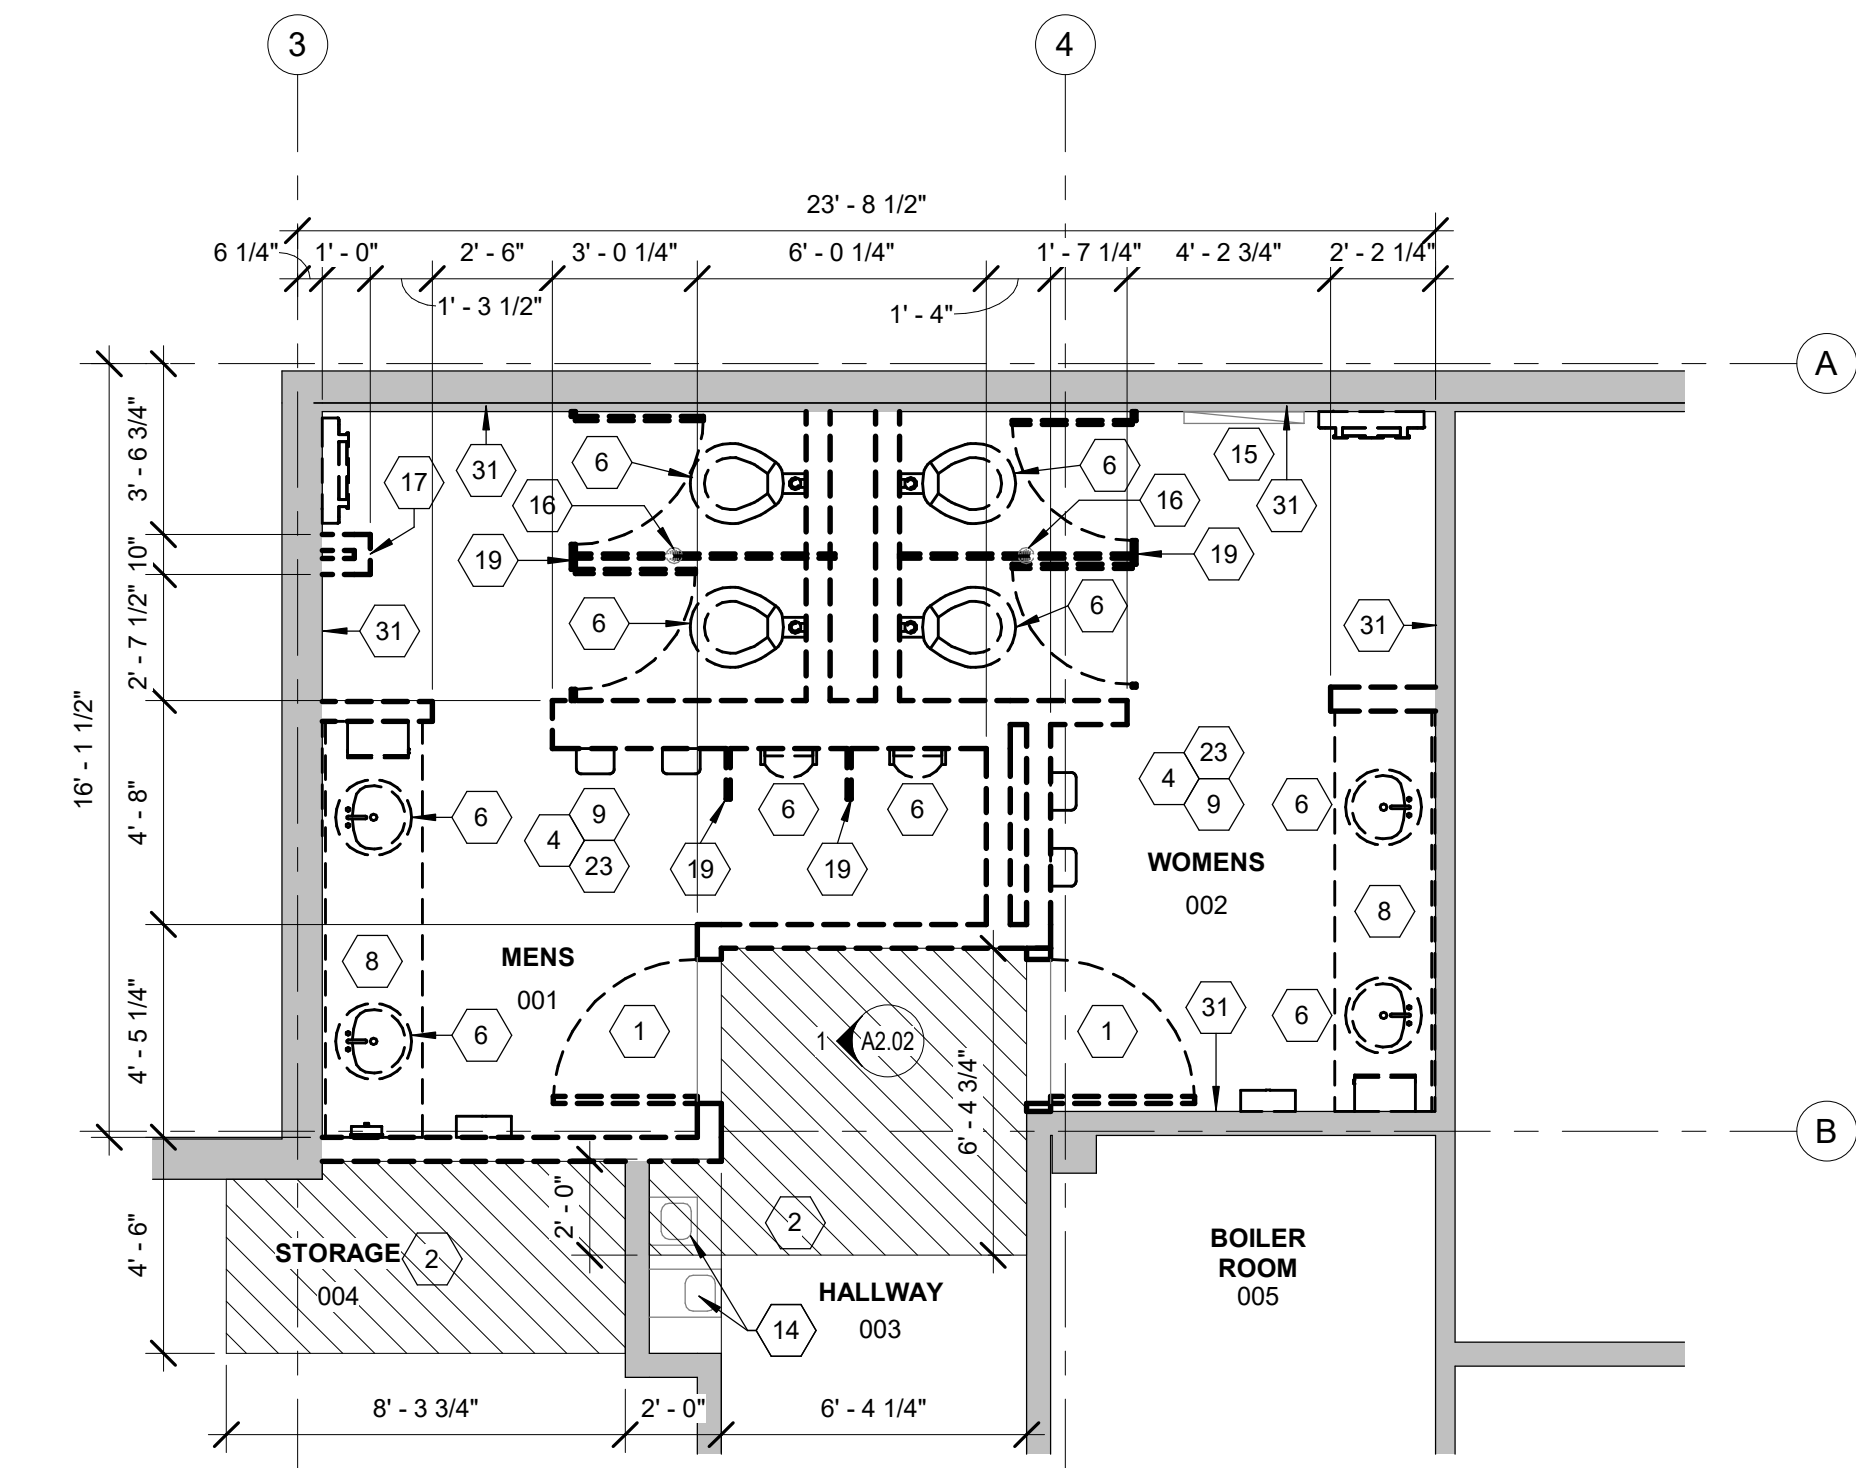 3
4
23' - 8 1/2"
6 1/4"
1' - 0"
2' - 6"
3' - 0 1/4"
6' - 0 1/4"
1' - 7 1/4"
4' - 2 3/4"
2' - 2 1/4"
1' - 3 1/2"
1' - 4"
A
16' - 1 1/2"
3' - 6 3/4"
10"
2' - 7 1/2"
4' - 8"
4' - 5 1/4"
4' - 6"
17
31
6
16
6
15
16
31
19
19
31
6
6
31
23
4
9
6
6
9
4
23
6
6
19
19
WOMENS
002
8
MENS
001
8
6
1
1
A2.02
1
31
6
6' - 4 3/4"
B
2' - 0"
2
STORAGE
2
004
HALLWAY
003
14
BOILER
ROOM
005
8' - 3 3/4"
2' - 0"
6' - 4 1/4"